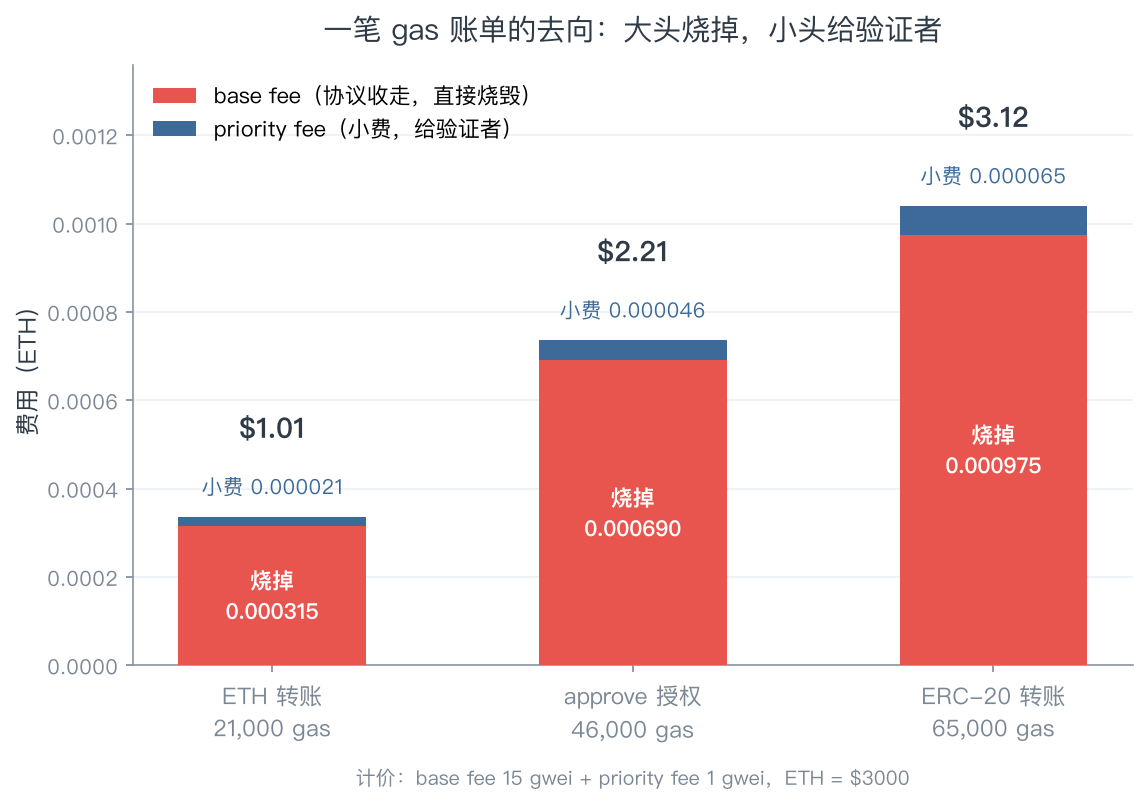 一笔 gas 账单的去向：大头烧掉，小头给验证者
base fee（协议收走，直接烧毁）
priority fee（小费，给验证者）
费用（ETH）
0.0012
0.0010
0.0008
0.0006
0.0004
0.0002
0.0000
$1.01
小费 0.000021
烧掉
0.000315
$2.21
小费 0.000046
烧掉
0.000690
$3.12
小费 0.000065
烧掉
0.000975
ETH 转账
21,000 gas
approve 授权
46,000 gas
ERC-20 转账
65,000 gas
计价：base fee 15 gwei + priority fee 1 gwei，ETH = $3000